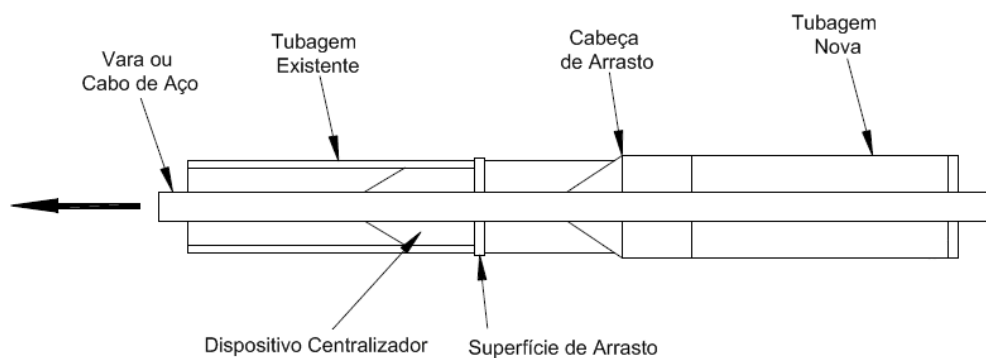 Vara ou
Cabo de Aço
Tubagem
Existente
Cabeça
de Arrasto
Tubagem
Nova
Dispositivo Centralizador
Superfície de Arrasto